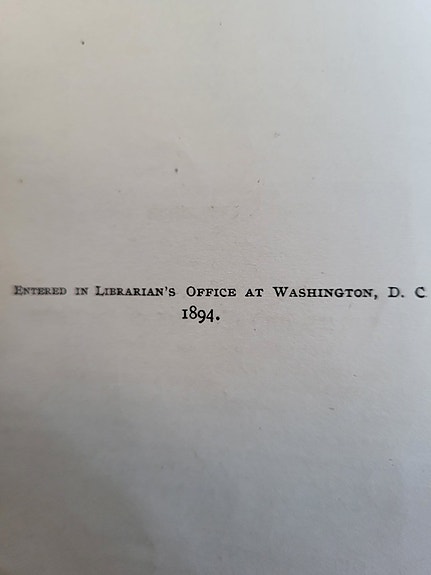 Entered in Librarian's Office at Washington, D. C
1894.